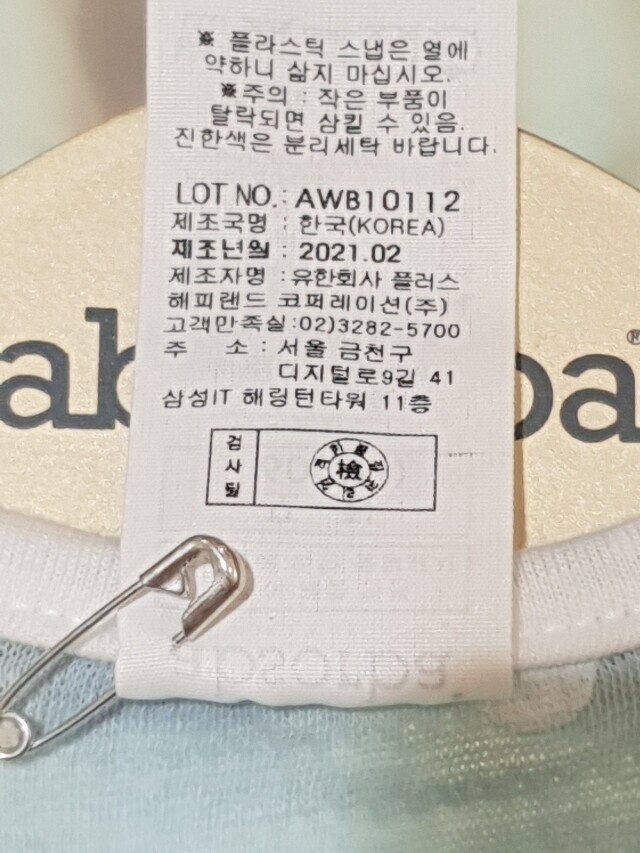 ※ 플라스틱 스냅은 열에
약하니 삶지 마십시오.
※주의 : 작은 부품이
탈락되면 삼킬 수 있음.
진한색은 분리세탁 바랍니다.
LOT NO.: AWB10112
제조국명 : 한국(KOREA)
제조년월 : 2021.02
제조자명 : 유한회사 플러스
해피랜드 코퍼레이션(주)
고객만족실:02)3282-5700
주 소 : 서울 금천구
디지털로9길 41
삼성IT 해링턴타워 11층
검사필
檢
absorba